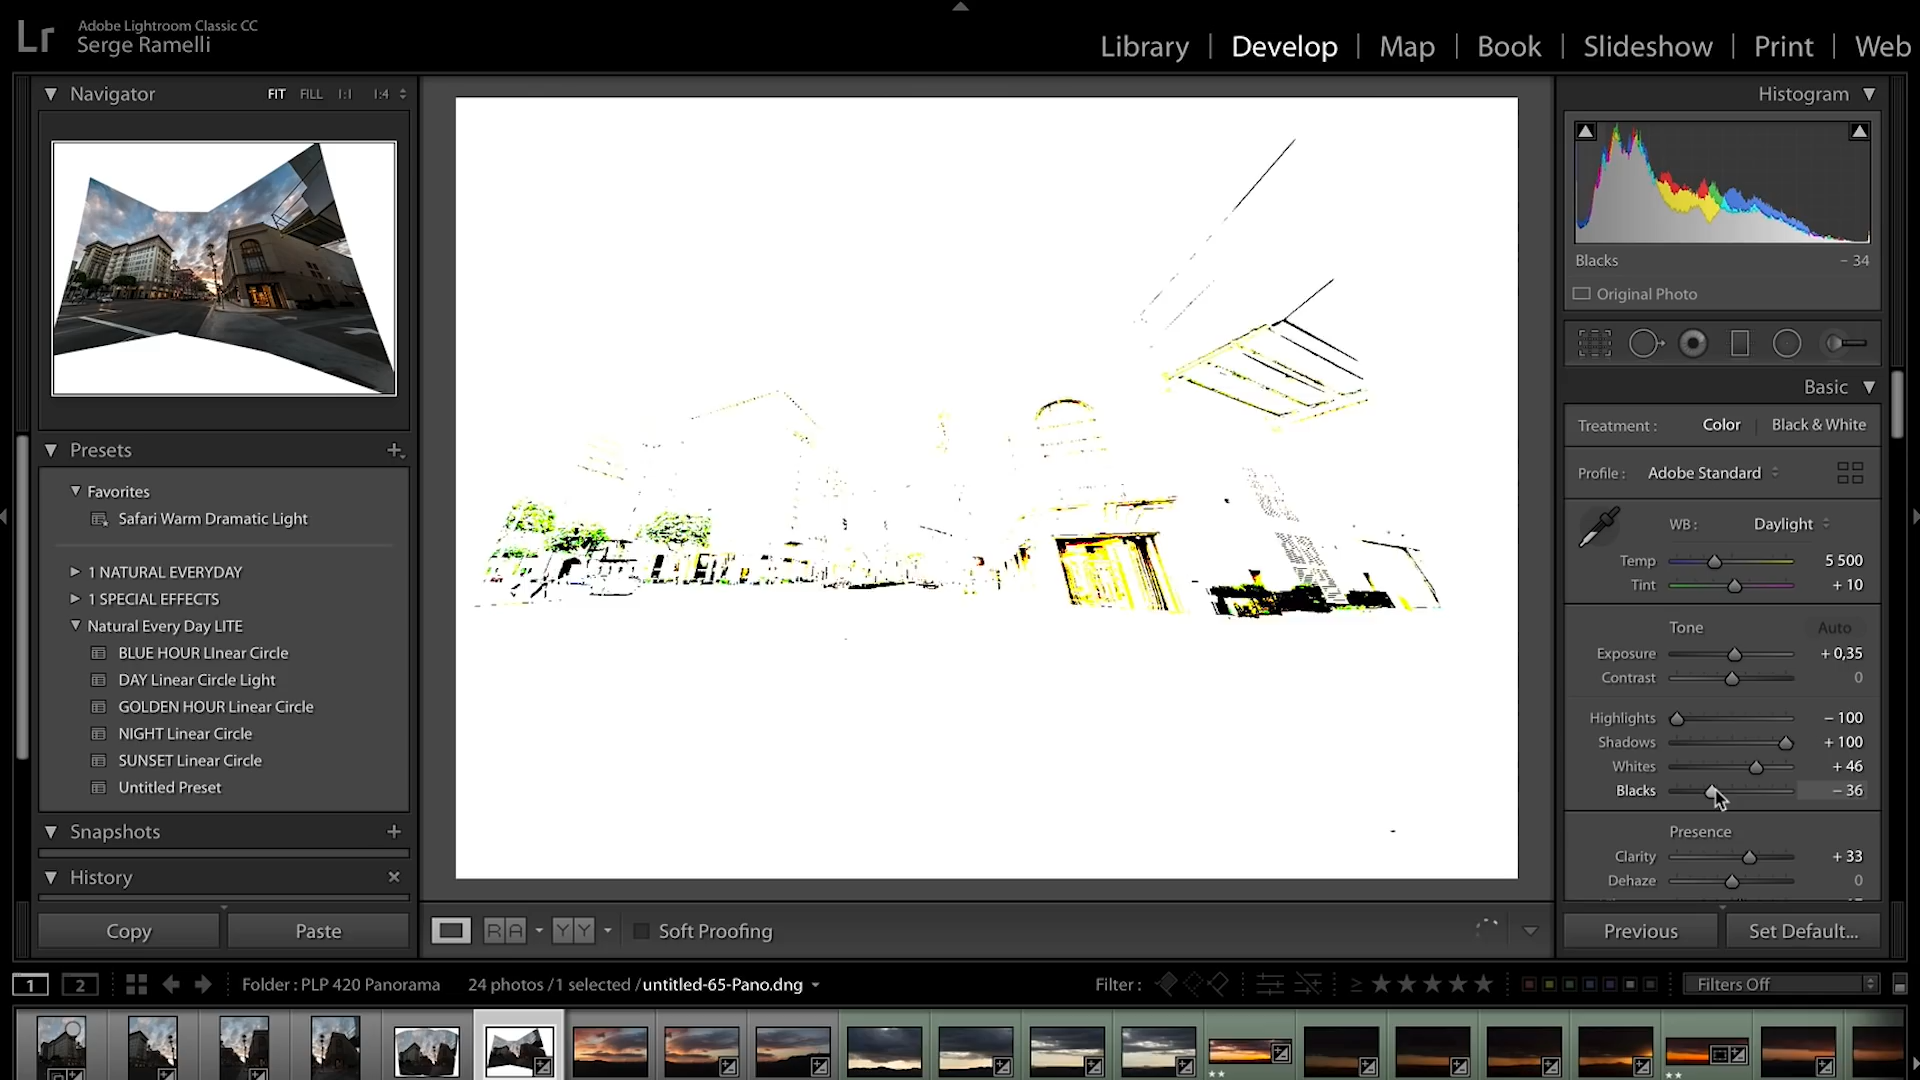 Lr
Adobe Lightroom Classic CC
Serge Ramelli
Library | Develop | Map | Book | Slideshow | Print | Web
Navigator FIT FILL 1:1 1:4
Presets +
Favorites
Safari Warm Dramatic Light
1 NATURAL EVERYDAY
1 SPECIAL EFFECTS
Natural Every Day LITE
BLUE HOUR LInear Circle
DAY Linear Circle Light
GOLDEN HOUR Linear Circle
NIGHT Linear Circle
SUNSET Linear Circle
Untitled Preset
Snapshots +
History ×
Copy Paste
RA YY Soft Proofing
Histogram
Blacks - 34
Original Photo
Basic
Treatment : Color | Black & White
Profile : Adobe Standard
WB : Daylight
Temp 5 500
Tint + 10
Tone Auto
Exposure + 0,35
Contrast 0
Highlights - 100
Shadows + 100
Whites + 46
Blacks - 36
Presence
Clarity + 33
Dehaze 0
Previous Set Default...
1 2 Folder : PLP 420 Panorama 24 photos /1 selected /untitled-65-Pano.dng Filter : ≥ ★★★★★ Filters Off